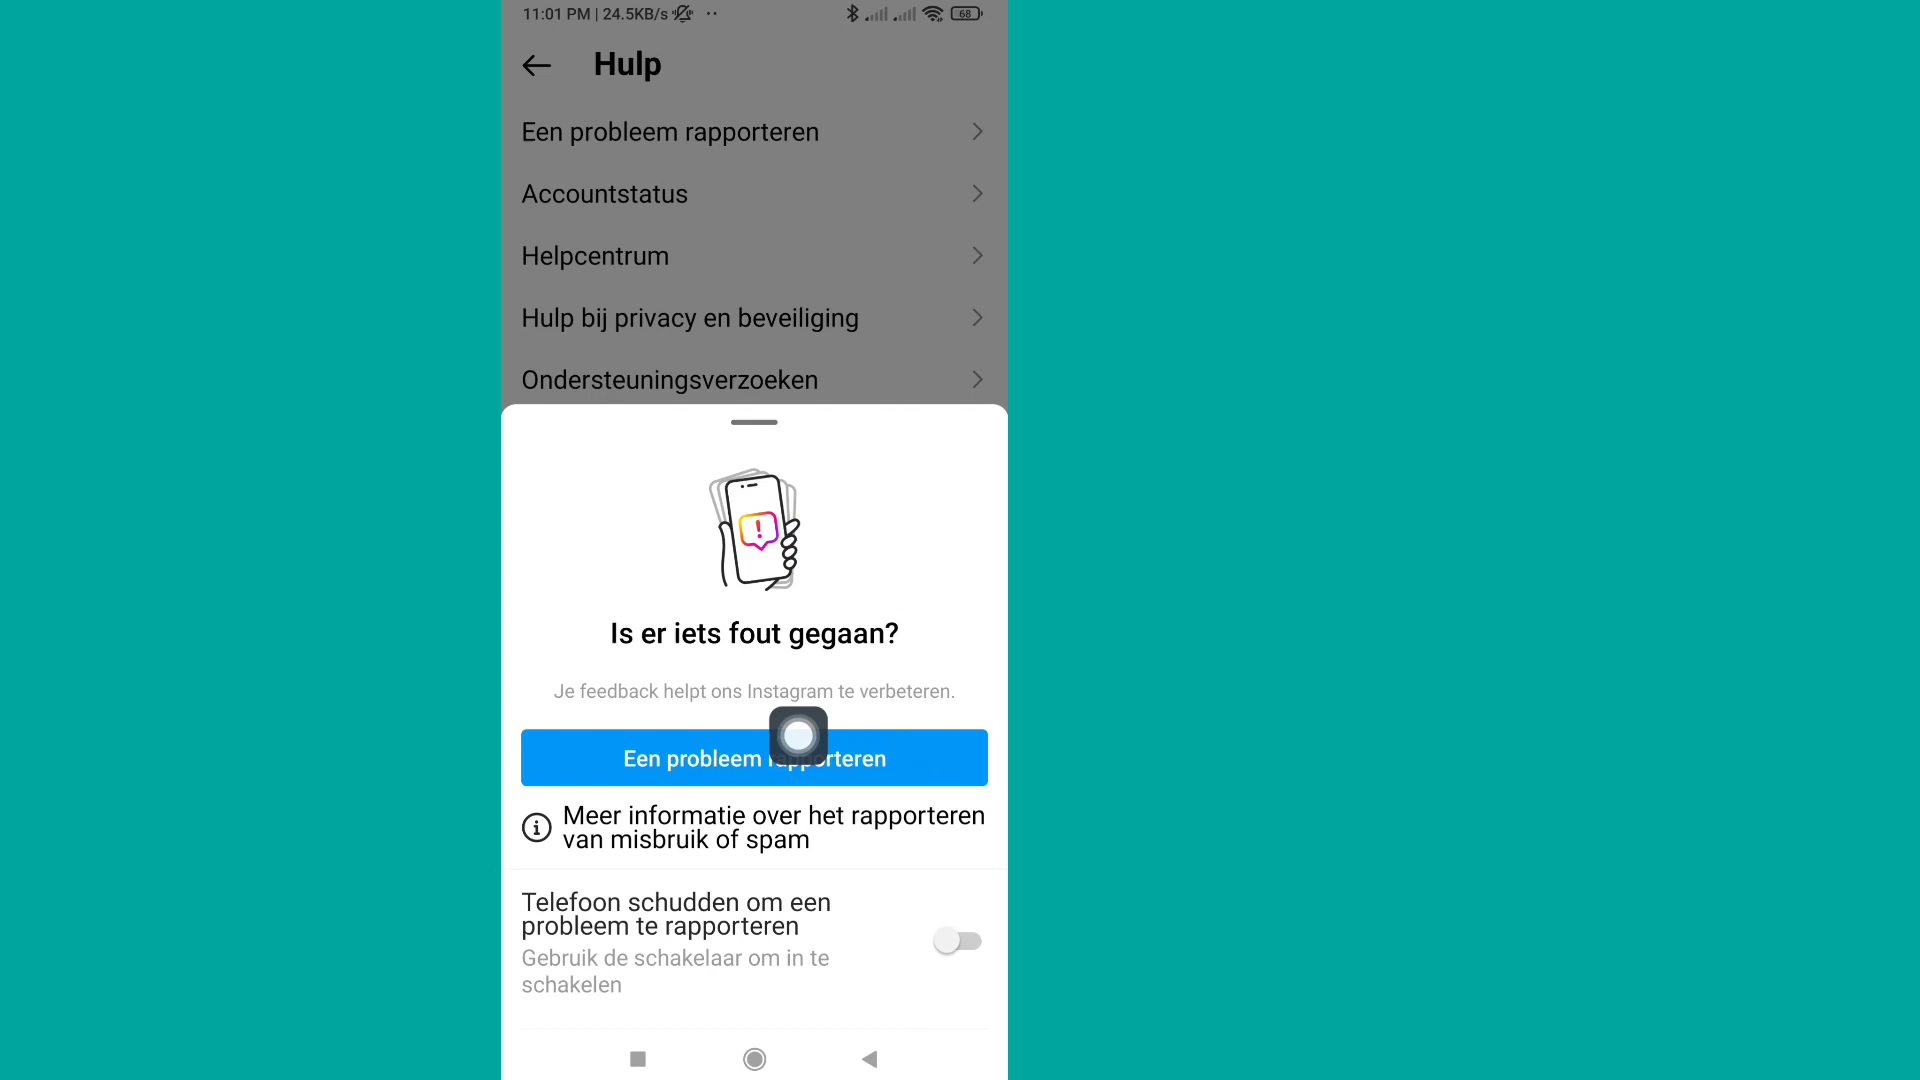 11:01 PM | 24.5KB/s
68
Hulp
Een probleem rapporteren
Accountstatus
Helpcentrum
Hulp bij privacy en beveiliging
Ondersteuningsverzoeken
Is er iets fout gegaan?
Je feedback helpt ons Instagram te verbeteren.
Een probleem rapporteren
Meer informatie over het rapporteren
van misbruik of spam
Telefoon schudden om een
probleem te rapporteren
Gebruik de schakelaar om in te
schakelen